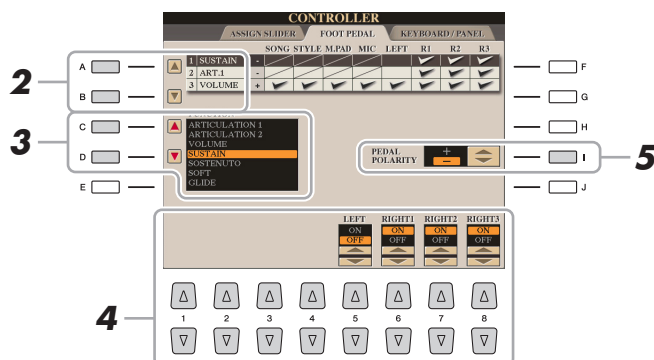 CONTROLLER
ASSIGN SLIDER FOOT PEDAL KEYBOARD / PANEL
SONG STYLE M.PAD MIC LEFT R1 R2 R3
1 SUSTAIN -
2 ART.1 -
3 VOLUME +
A
B
C
D
E
F
G
H
I
J
2
3
5
ARTICULATION 1
ARTICULATION 2
VOLUME
SUSTAIN
SOSTENUTO
SOFT
GLIDE
PEDAL
POLARITY
+
-
LEFT RIGHT1 RIGHT2 RIGHT3
ON ON ON ON
OFF OFF OFF OFF
4
1 2 3 4 5 6 7 8